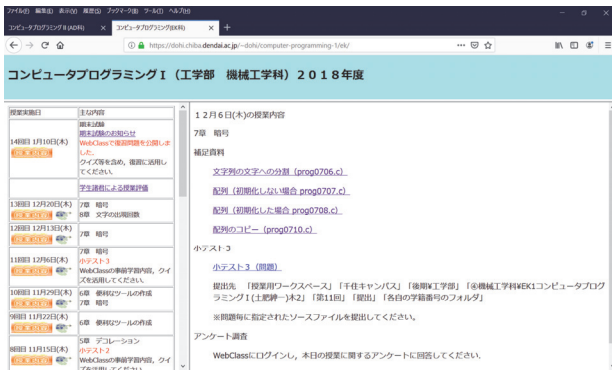 ファイル(F) 編集(E) 表示(V) 履歴(S) ブックマーク(B) ツール(T) ヘルプ(H)
コンピュータプログラミングⅡ(AD科)
コンピュータプログラミングI(EK科)
https://dohi.chiba.dendai.ac.jp/~dohi/computer-programming-1/ek/
コンピュータプログラミングⅠ（工学部　機械工学科）２０１８年度
授業実施日 主な内容
14回目 1月10日(木)
期末試験
期末試験のお知らせ
WebClassで復習問題を公開しま
した。
クイズ等を含め，復習に活用し
てください。
学生諸君による授業評価
13回目 12月20日(木)
7章　暗号
8章　文字の出現回数
12回目 12月13日(木)
7章　暗号
11回目 12月6日(木)
7章　暗号
小テスト3
WebClassの事前学習内容，クイ
ズを活用してください。
10回目 11月29日(木)
6章　便利なツールの作成
7章　暗号
9回目 11月22日(木)
6章　便利なツールの作成
8回目 11月15日(木)
5章　デコレーション
小テスト2
WebClassの事前学習内容，クイ
ズを活用してください。
１２月６日(木)の授業内容
7章　暗号
補足資料
文字列の文字への分割（prog0706.c）
配列（初期化しない場合 prog0707.c）
配列（初期化した場合 prog0708.c）
配列のコピー（prog0710.c）
小テスト３
小テスト３（問題）
提出先　「授業用ワークスペース」「千住キャンパス」「後期¥工学部」「④機械工学科¥EK1コンピュータプログ
ラミングⅠ(土肥紳一)木2」「第11回」「提出」「各自の学籍番号のフォルダ」
※問題毎に指定されたソースファイルを提出してください。
アンケート調査
WebClassにログインし，本日の授業に関するアンケートに回答してください．